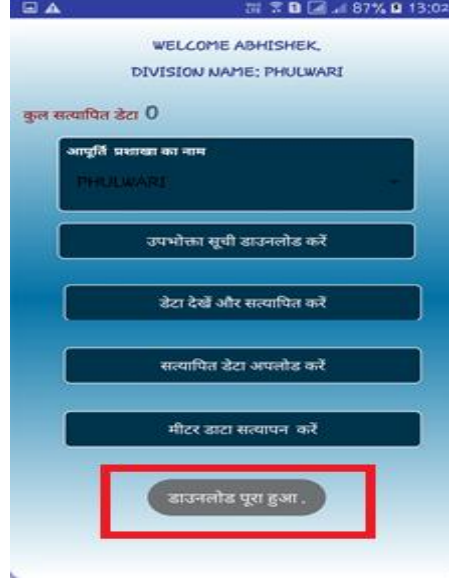 87% 13:02
WELCOME ABHISHEK,
DIVISION NAME: PHULWARI
कुल सत्यापित डेटा 0
आपूर्ति प्रशाखा का नाम
PHULWARI
उपभोक्ता सूची डाउनलोड करें
डेटा देखें और सत्यापित करें
सत्यापित डेटा अपलोड करें
मीटर डाटा सत्यापन करें
डाउनलोड पूरा हुआ .